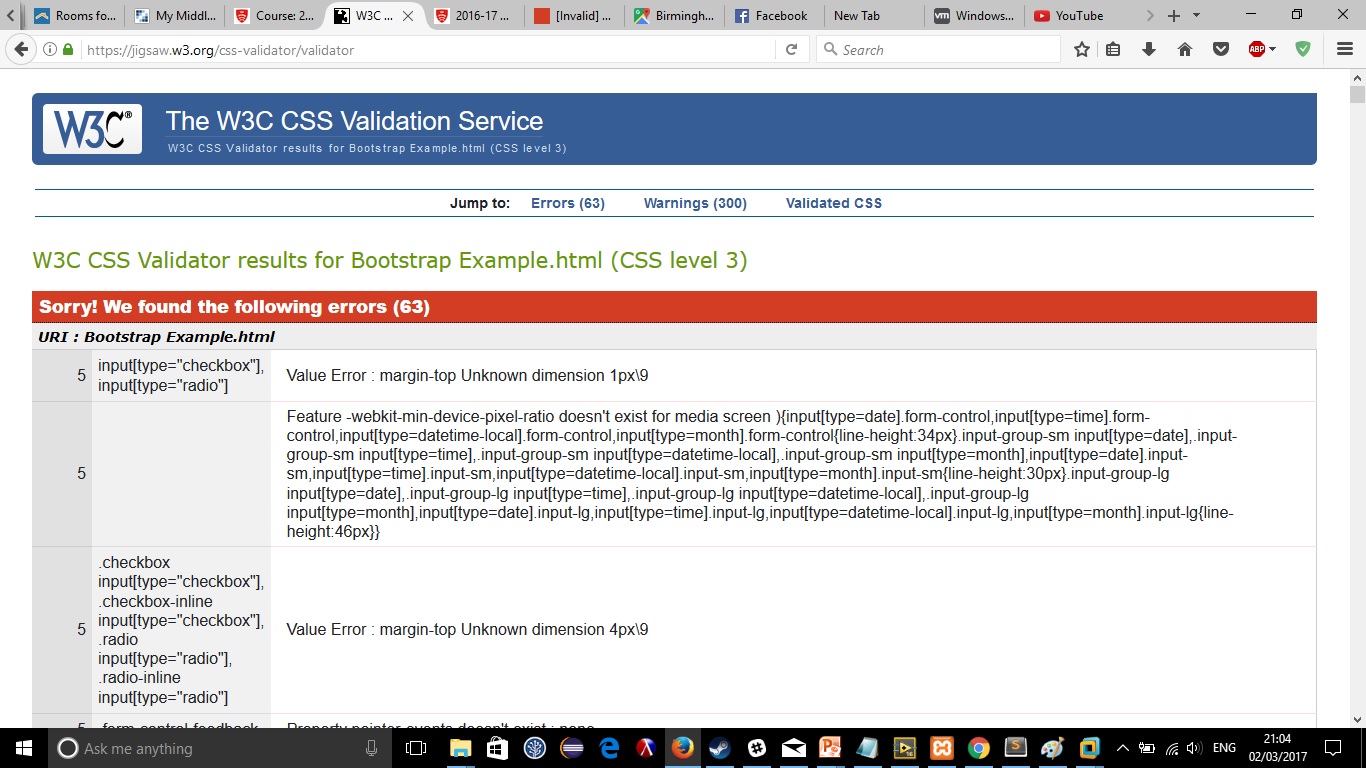 Rooms fo... My Middl... Course: 2... W3C ... 2016-17 ... [Invalid] ... Birmingh... Facebook New Tab vm Windows... YouTube
https://jigsaw.w3.org/css-validator/validator Search ABP
W3C® The W3C CSS Validation Service
W3C CSS Validator results for Bootstrap Example.html (CSS level 3)
Jump to: Errors (63) Warnings (300) Validated CSS
W3C CSS Validator results for Bootstrap Example.html (CSS level 3)
Sorry! We found the following errors (63)
URI : Bootstrap Example.html
5 input[type="checkbox"],
input[type="radio"]
Value Error : margin-top Unknown dimension 1px\9
5
Feature -webkit-min-device-pixel-ratio doesn't exist for media screen ){input[type=date].form-control,input[type=time].form-
control,input[type=datetime-local].form-control,input[type=month].form-control{line-height:34px}.input-group-sm input[type=date],.input-
group-sm input[type=time],.input-group-sm input[type=datetime-local],.input-group-sm input[type=month],input[type=date].input-
sm,input[type=time].input-sm,input[type=datetime-local].input-sm,input[type=month].input-sm{line-height:30px}.input-group-lg
input[type=date],.input-group-lg input[type=time],.input-group-lg input[type=datetime-local],.input-group-lg
input[type=month],input[type=date].input-lg,input[type=time].input-lg,input[type=datetime-local].input-lg,input[type=month].input-lg{line-
height:46px}}
5
.checkbox
input[type="checkbox"],
.checkbox-inline
input[type="checkbox"],
.radio
input[type="radio"],
.radio-inline
input[type="radio"]
Value Error : margin-top Unknown dimension 4px\9
5 .form-control-feedback Property pointer-events doesn't exist : none
Ask me anything ENG 21:04
02/03/2017